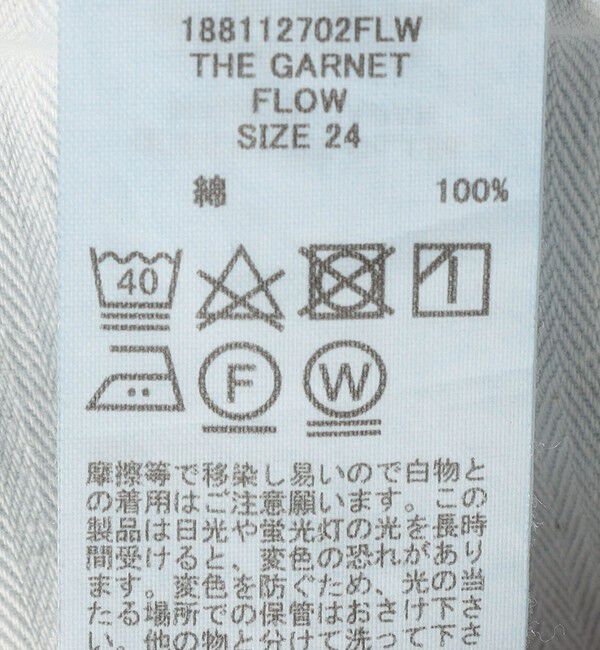 188112702FLW
THE GARNET
FLOW
SIZE 24
綿 100%
40
F W
摩擦等で移染し易いので白物と
の着用はご注意願います。この
製品は日光や蛍光灯の光を長時
間受けると、変色の恐れがあり
ます。変色を防ぐため、光の当
たる場所での保管はおさけ下さ
い。他の物と分けて洗って下さ